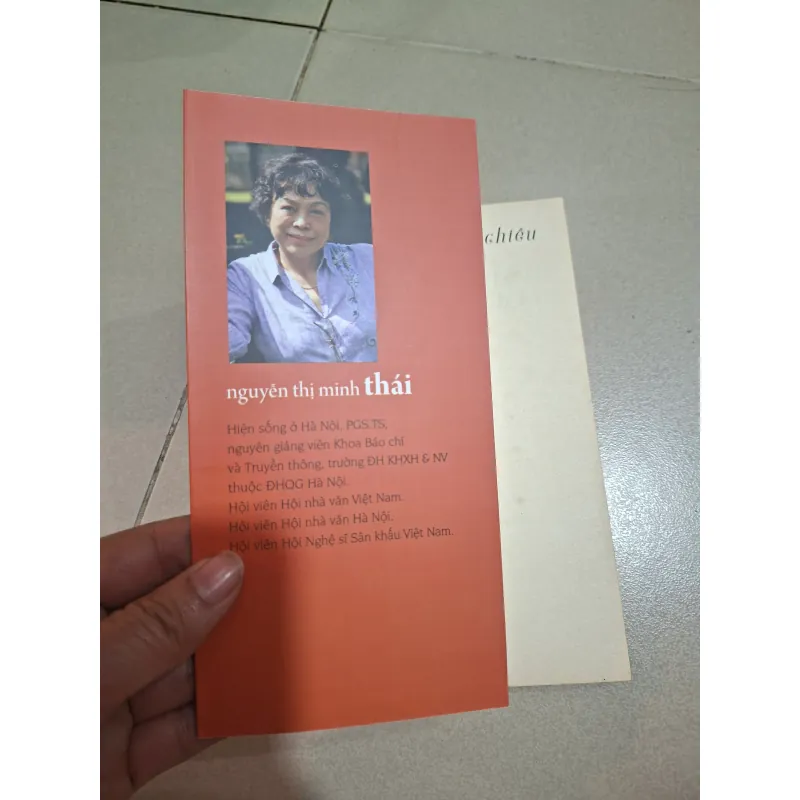 nguyễn thị minh thái
Hiện sống ở Hà Nội. PGS.TS,
nguyên giảng viên Khoa Báo chí
và Truyền thông, trường ĐH KHXH & NV
thuộc ĐHQG Hà Nội.
Hội viên Hội nhà văn Việt Nam.
Hội viên Hội nhà văn Hà Nội.
Hội viên Hội Nghệ sĩ Sân khấu Việt Nam.
chiều